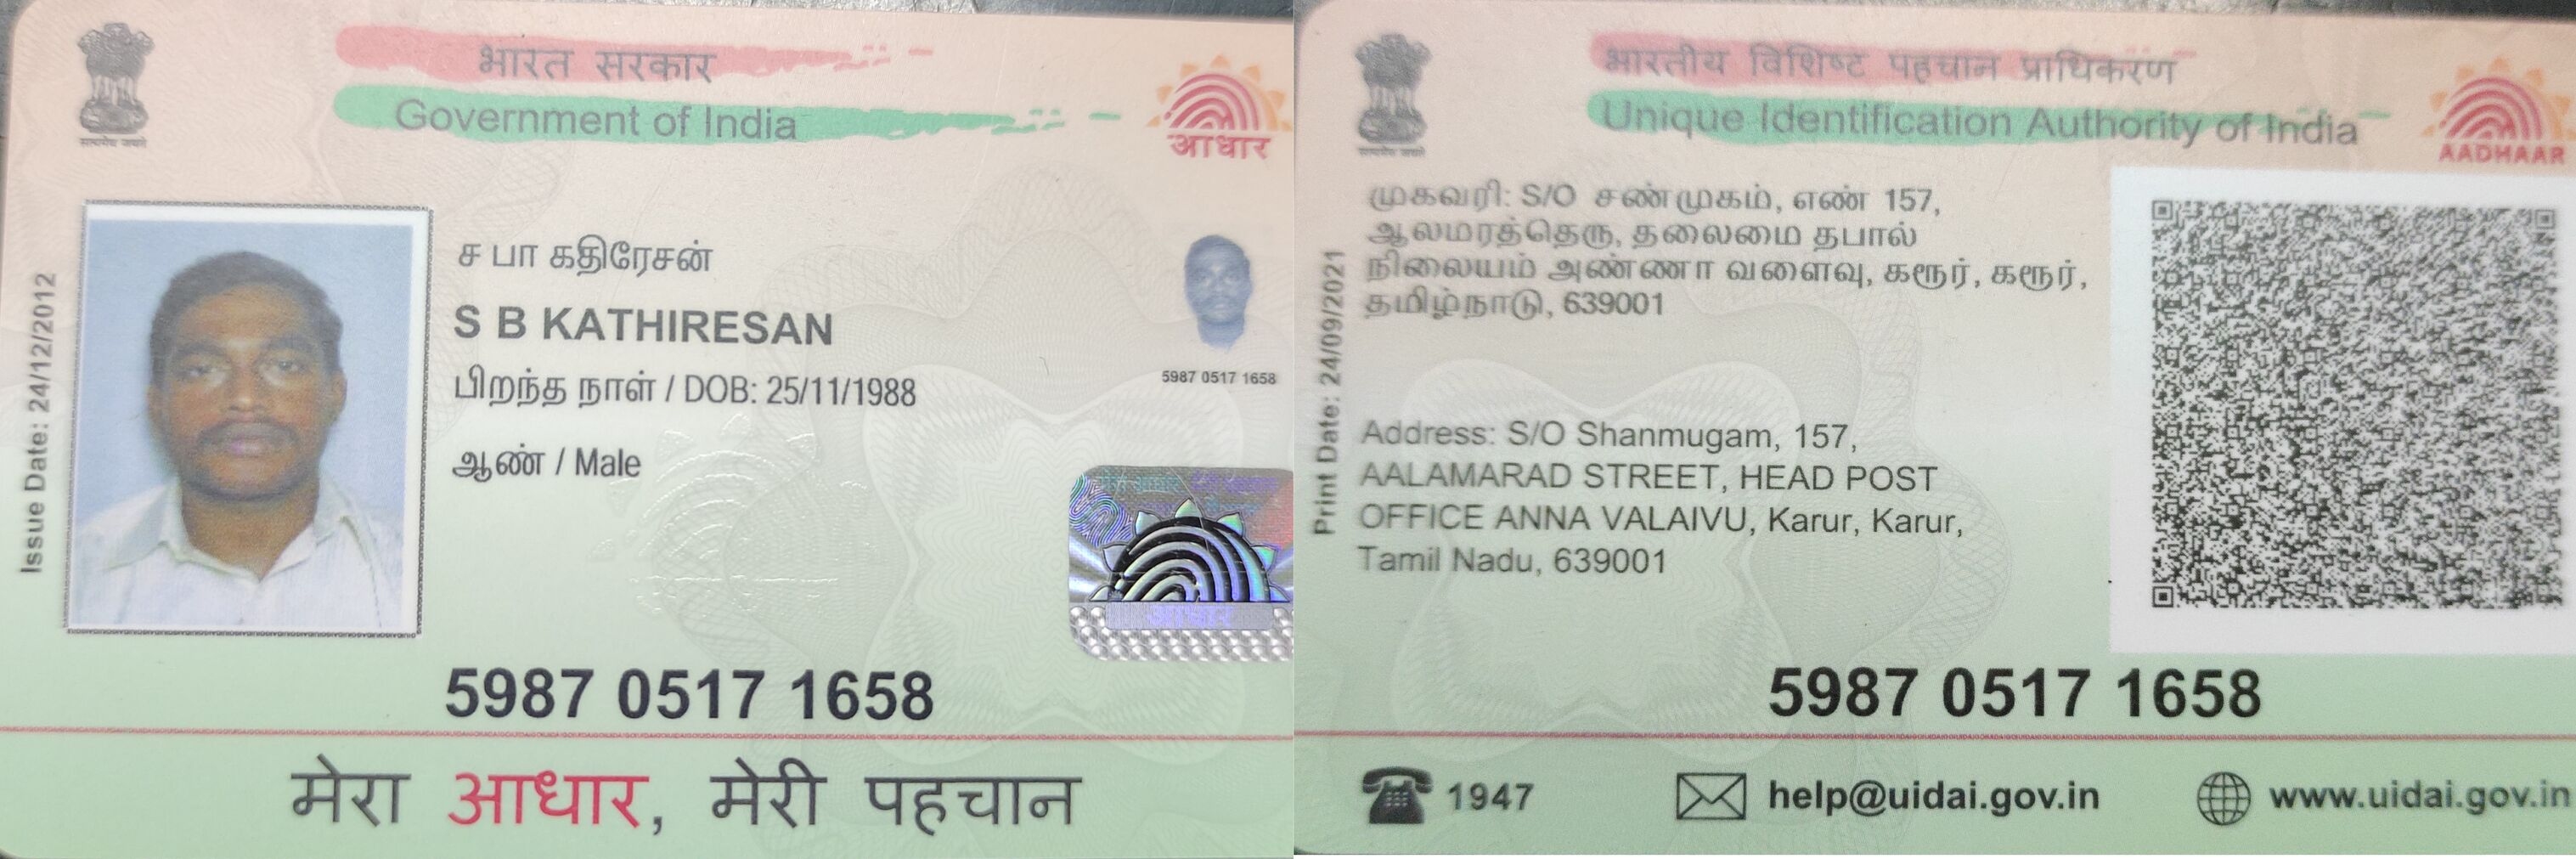 भारत सरकार
Government of India
आधार
Issue Date: 24/12/2012
ச பா கதிரேசன்
S B KATHIRESAN
பிறந்த நாள் / DOB: 25/11/1988
ஆண் / Male
5987 0517 1658
5987 0517 1658
मेरा आधार, मेरी पहचान
भारतीय विशिष्ट पहचान प्राधिकरण
Unique Identification Authority of India
AADHAAR
Print Date: 24/09/2021
முகவரி: S/O சண்முகம், எண் 157,
ஆலமரத்தெரு, தலைமை தபால்
நிலையம் அண்ணா வளைவு, கரூர், கரூர்,
தமிழ்நாடு, 639001
Address: S/O Shanmugam, 157,
AALAMARAD STREET, HEAD POST
OFFICE ANNA VALAIVU, Karur, Karur,
Tamil Nadu, 639001
5987 0517 1658
1947
help@uidai.gov.in
www.uidai.gov.in